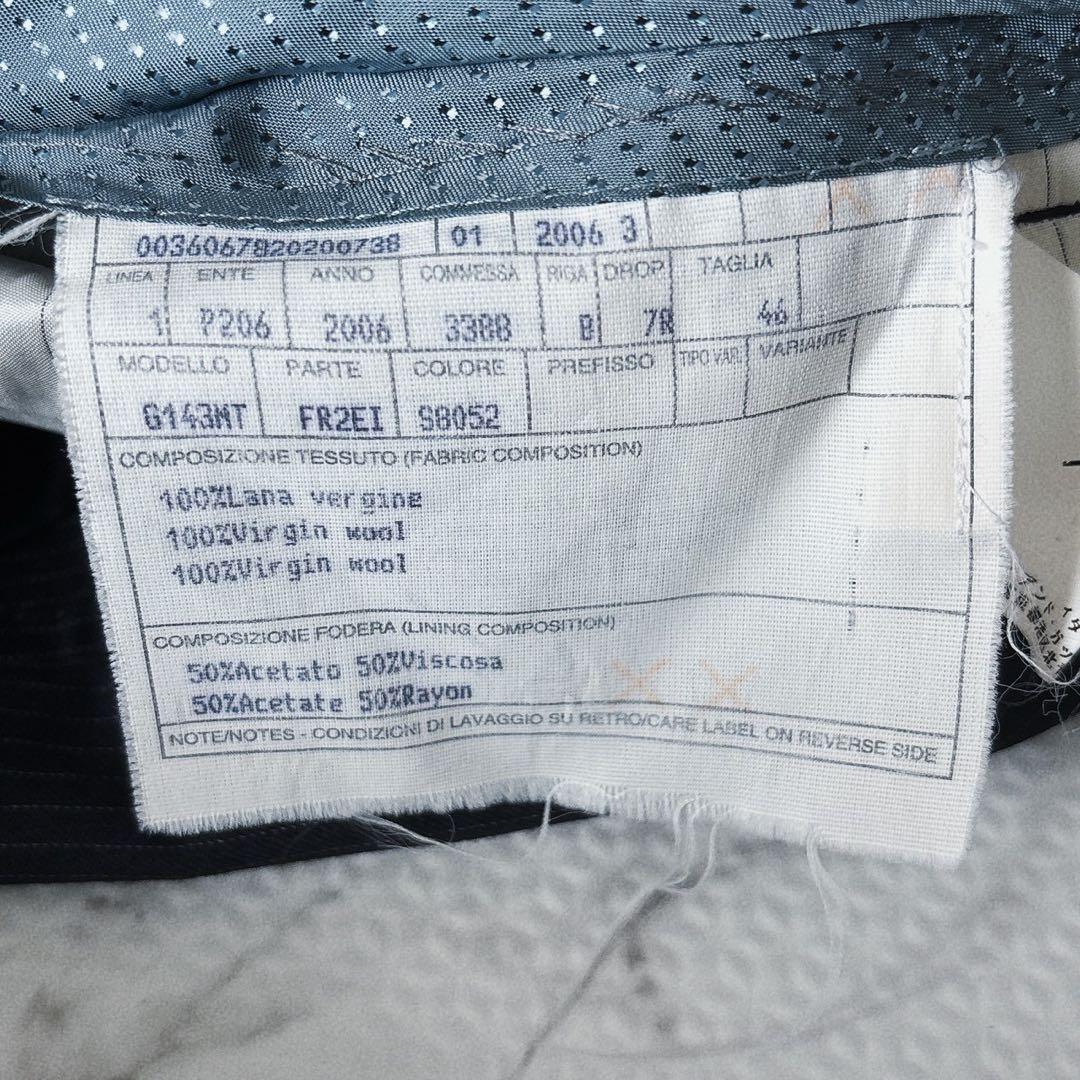 0036067820200738 01 2006 3
LINEA ENTE ANNO COMMESSA RIGA DROP TAGLIA
1 P206 2006 3388 8 7R 46
MODELLO PARTE COLORE PREFISSO TIPO VAR. VARIANTE
G143MT FR2EI S8052
COMPOSIZIONE TESSUTO (FABRIC COMPOSITION)
100%Lana vergine
100%Virgin wool
100%Virgin wool
COMPOSIZIONE FODERA (LINING COMPOSITION)
50%Acetato 50%Viscosa
50%Acetate 50%Rayon
NOTE/NOTES - CONDIZIONI DI LAVAGGIO SU RETRO/CARE LABEL ON REVERSE SIDE